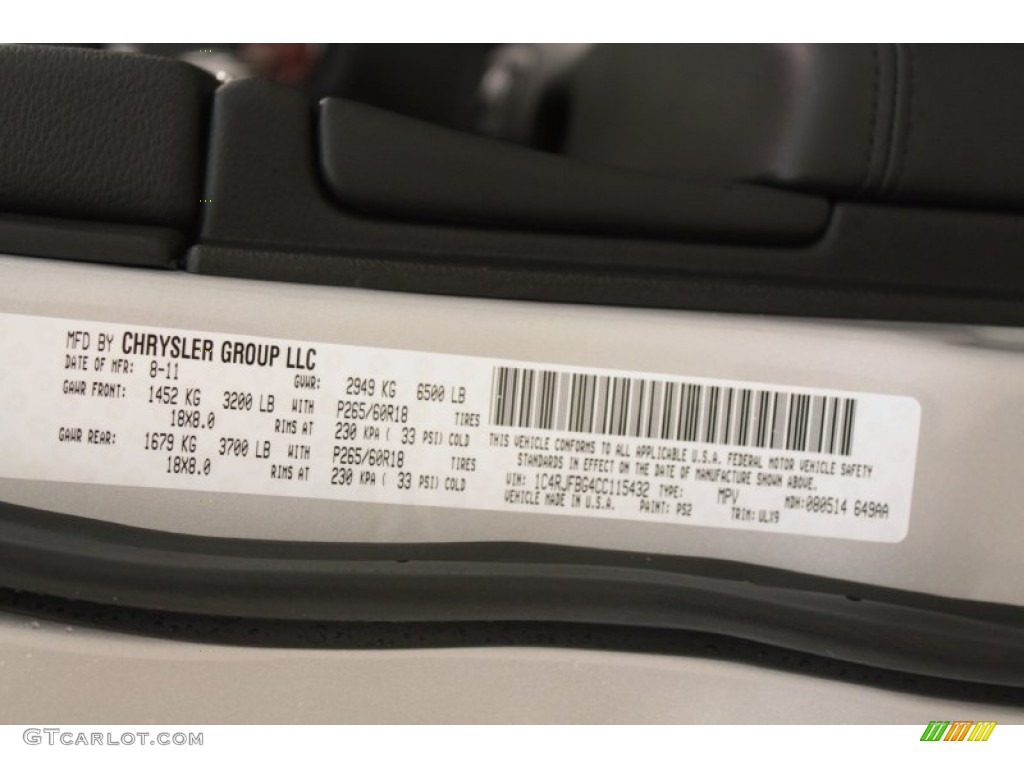 MFD BY CHRYSLER GROUP LLC
DATE OF MFR: 8-11 GVWR: 2949 KG 6500 LB
GAWR FRONT: 1452 KG 3200 LB WITH P265/60R18 TIRES
18X8.0 RIMS AT 230 KPA ( 33 PSI) COLD
GAWR REAR: 1679 KG 3700 LB WITH P265/60R18 TIRES
18X8.0 RIMS AT 230 KPA ( 33 PSI) COLD
THIS VEHICLE CONFORMS TO ALL APPLICABLE U.S.A. FEDERAL MOTOR VEHICLE SAFETY
STANDARDS IN EFFECT ON THE DATE OF MANUFACTURE SHOWN ABOVE.
VIN: 1C4RJFBG4CC115432 TYPE: MPV MDH: 080514 649AA
VEHICLE MADE IN U.S.A. PAINT: PS2 TRIM: ULX9
GTCARLOT.COM